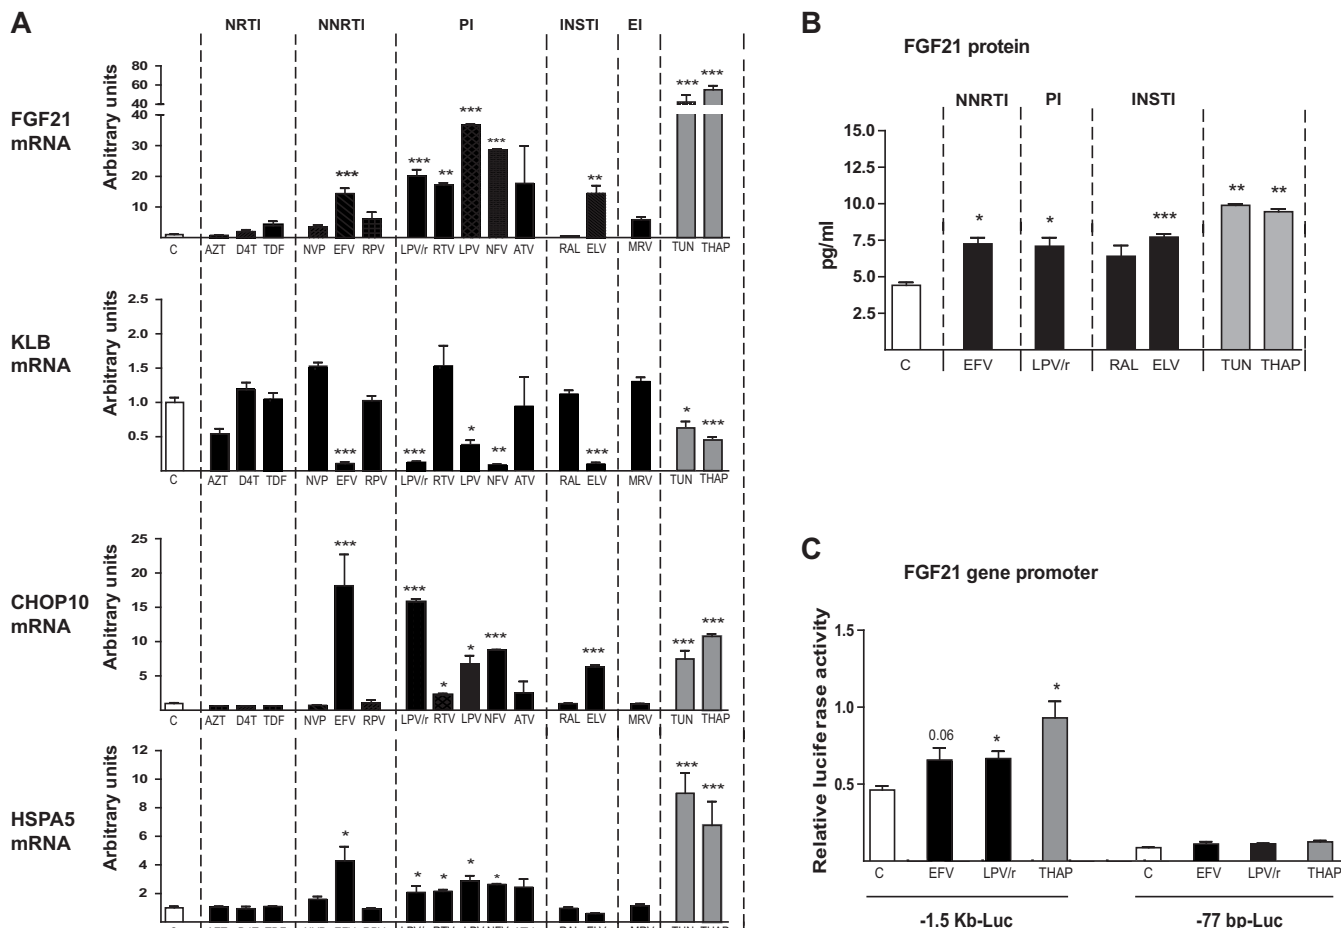 A
NRTI NNRTI PI INSTI EI
FGF21 mRNA
Arbitrary units
80
60
40
40
30
20
10
*** *** ** *** *** ** *** ***
C AZT D4T TDF NVP EFV RPV LPV/r RTV LPV NFV ATV RAL ELV MRV TUN THAP
KLB mRNA
Arbitrary units
2.5
2.0
1.5
1.0
0.5
*** *** * ** *** * ***
C AZT D4T TDF NVP EFV RPV LPV/r RTV LPV NFV ATV RAL ELV MRV TUN THAP
CHOP10 mRNA
Arbitrary units
25
20
15
10
5
*** *** * * *** *** *** ***
C AZT D4T TDF NVP EFV RPV LPV/r RTV LPV NFV ATV RAL ELV MRV TUN THAP
HSPA5 mRNA
Arbitrary units
12
10
8
6
4
2
* * * * * *** ***
B
FGF21 protein
NNRTI PI INSTI
pg/ml
15.0
12.5
10.0
7.5
5.0
2.5
* * *** ** **
C EFV LPV/r RAL ELV TUN THAP
C
FGF21 gene promoter
Relative luciferase activity
1.5
1.0
0.5
0.06 * *
C EFV LPV/r THAP C EFV LPV/r THAP
-1.5 Kb-Luc -77 bp-Luc